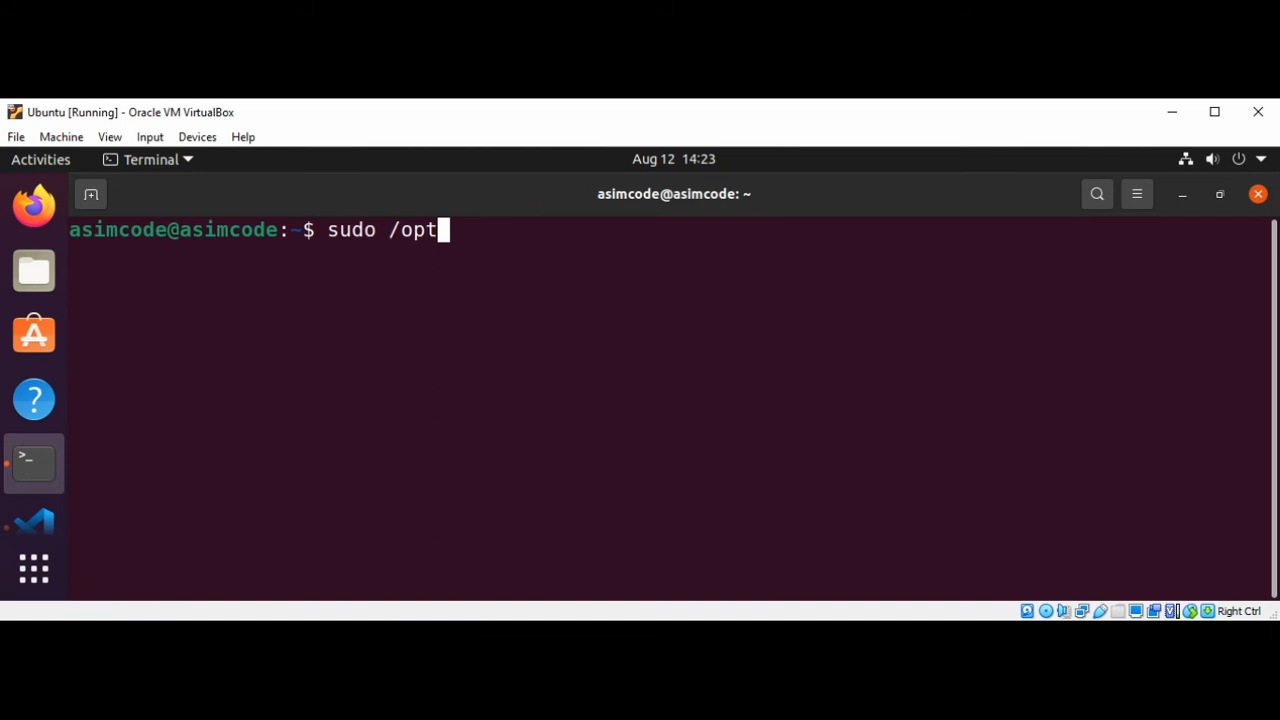 Ubuntu [Running] - Oracle VM VirtualBox
File Machine View Input Devices Help
Activities Terminal Aug 12 14:23
asimcode@asimcode: ~
asimcode@asimcode:~$ sudo /opt
Right Ctrl